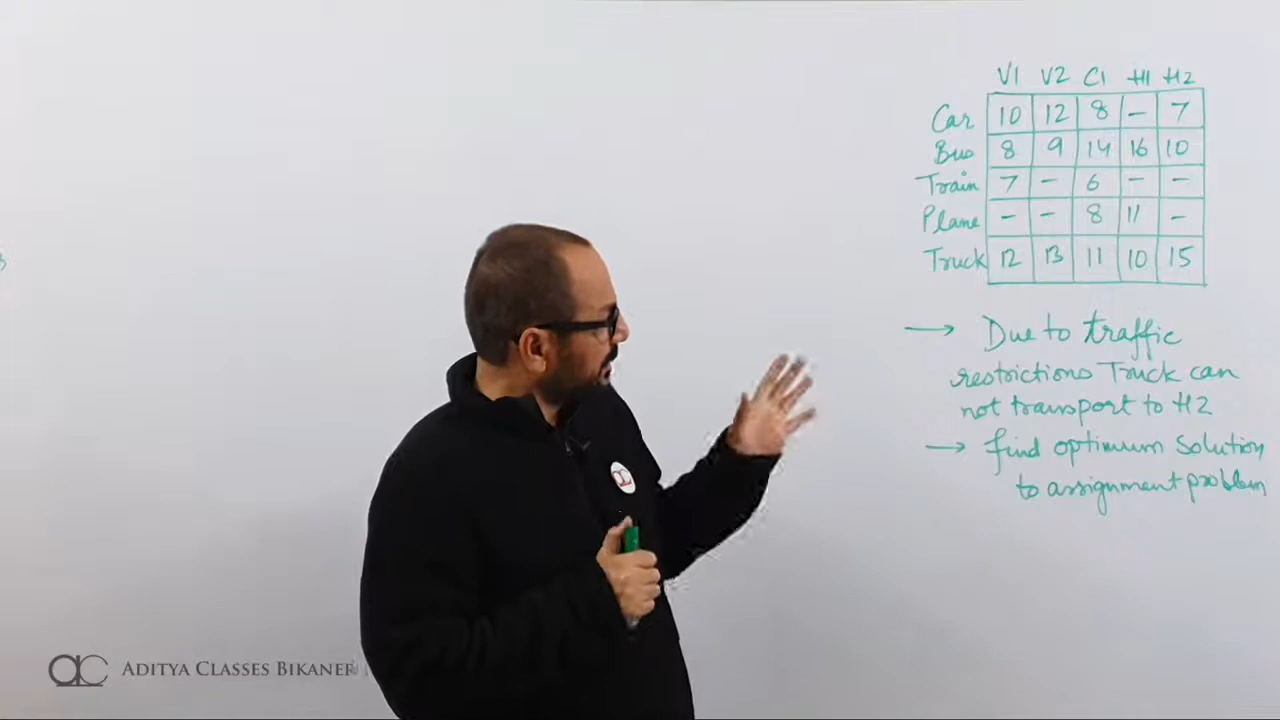 V1 V2 C1 H1 H2
Car 10 12 8 – 7
Bus 8 9 14 16 10
Train 7 – 6 – –
Plane – – 8 11 –
Truck 12 13 11 10 15
→ Due to traffic
restrictions Truck can
not transport to H2
→ find optimum solution
to assignment problem
ac ADITYA CLASSES BIKANER